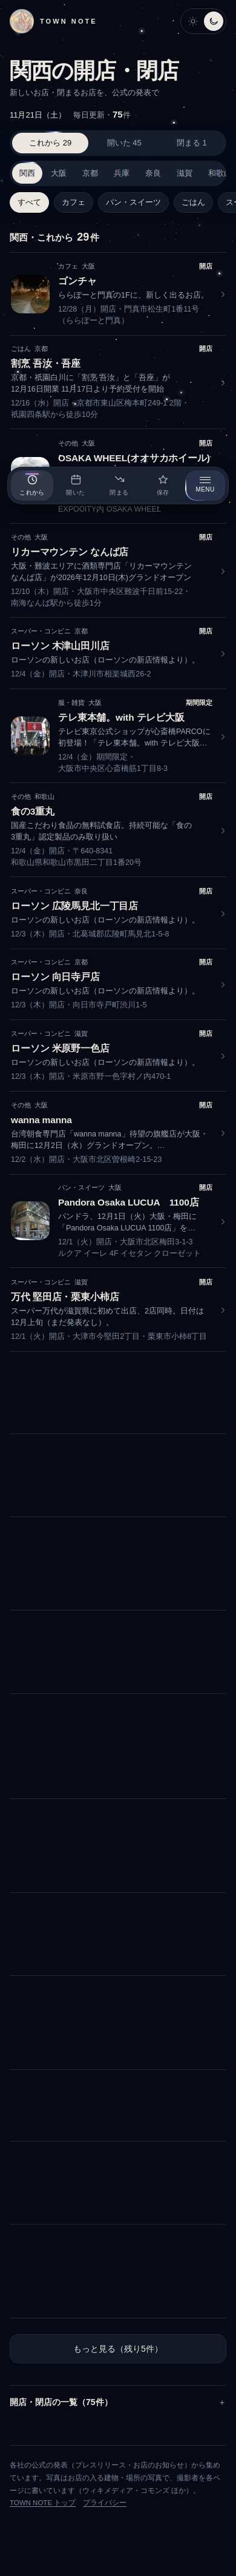 TOWN NOTE
関西の開店・閉店
新しいお店・閉まるお店を、公式の発表で
11月21日（土） 毎日更新・75件
これから 29 開いた 45 閉まる 1
関西 大阪 京都 兵庫 奈良 滋賀
すべて カフェ パン・スイーツ ごはん
関西・これから 29件
カフェ 大阪 開店
ゴンチャ
ららぽーと門真の1Fに、新しく出るお店。
12/28（月）開店・門真市松生町1番11号
（ららぽーと門真）
ごはん 京都 開店
割烹 吾汝・吾座
京都・祇園白川に「割烹 吾汝」と「吾座」が
12月16日開業 11月17日より予約受付を開始
12/16（水）開店・京都市東山区梅本町249-1 2階・
祇園四条駅から徒歩10分
その他 大阪 開店
OSAKA WHEEL(オオサカホイール)
これから 開いた 閉まる 保存 MENU
EXPOCITY内 OSAKA WHEEL
その他 大阪 開店
リカーマウンテン なんば店
大阪・難波エリアに酒類専門店「リカーマウンテン
なんば店」が2026年12月10日(木)グランドオープン
12/10（木）開店・大阪市中央区難波千日前15-22・
南海なんば駅から徒歩1分
スーパー・コンビニ 京都 開店
ローソン 木津山田川店
ローソンの新しいお店（ローソンの新店情報より）。
12/4（金）開店・木津川市相楽城西26-2
服・雑貨 大阪 期間限定
テレ東本舗。with テレビ大阪
テレビ東京公式ショップが心斎橋PARCOに
初登場！「テレ東本舗。with テレビ大阪…
12/4（金）期間限定・
大阪市中央区心斎橋筋1丁目8-3
その他 和歌山 開店
食の3重丸
国産こだわり食品の無料試食店。持続可能な「食の
3重丸」認定製品のみ取り扱い
12/4（金）開店・〒640-8341
和歌山県和歌山市黒田二丁目1番20号
スーパー・コンビニ 奈良 開店
ローソン 広陵馬見北一丁目店
ローソンの新しいお店（ローソンの新店情報より）。
12/3（木）開店・北葛城郡広陵町馬見北1-5-8
スーパー・コンビニ 京都 開店
ローソン 向日寺戸店
ローソンの新しいお店（ローソンの新店情報より）。
12/3（木）開店・向日市寺戸町渋川1-5
スーパー・コンビニ 滋賀 開店
ローソン 米原野一色店
ローソンの新しいお店（ローソンの新店情報より）。
12/3（木）開店・米原市野一色字村ノ内470-1
その他 大阪 開店
wanna manna
台湾朝食専門店「wanna manna」待望の旗艦店が大阪・
梅田に12月2日（水）グランドオープン。…
12/2（水）開店・大阪市北区曽根崎2-15-23
パン・スイーツ 大阪 開店
Pandora Osaka LUCUA　1100店
パンドラ、12月1日（火）大阪・梅田に
「Pandora Osaka LUCUA 1100店」を…
12/1（火）開店・大阪市北区梅田3-1-3
ルクア イーレ 4F イセタン クローゼット
スーパー・コンビニ 滋賀 開店
万代 堅田店・栗東小柿店
スーパー万代が滋賀県に初めて出店、2店同時。日付は
12月上旬（まだ発表なし）。
12/1（火）開店・大津市今堅田2丁目・栗東市小柿8丁目
もっと見る（残り5件）
開店・閉店の一覧（75件） +
各社の公式の発表（プレスリリース・お店のお知らせ）から集め
ています。写真はお店の入る建物・場所の写真で、撮影者を各ペ
ージに書いています（ウィキメディア・コモンズ ほか）。
TOWN NOTE トップ プライバシー